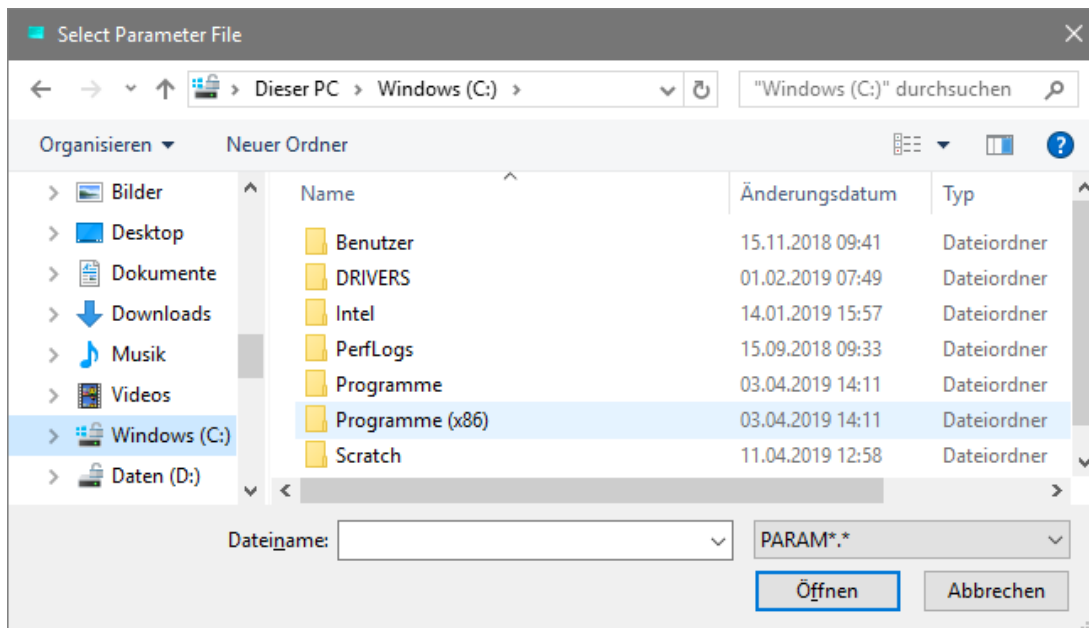 Select Parameter File
Dieser PC > Windows (C:) >
"Windows (C:)" durchsuchen
Organisieren
Neuer Ordner
?
Bilder
Desktop
Dokumente
Downloads
Musik
Videos
Windows (C:)
Daten (D:)
Name Änderungsdatum Typ
Benutzer 15.11.2018 09:41 Dateiordner
DRIVERS 01.02.2019 07:49 Dateiordner
Intel 14.01.2019 15:57 Dateiordner
PerfLogs 15.09.2018 09:33 Dateiordner
Programme 03.04.2019 14:11 Dateiordner
Programme (x86) 03.04.2019 14:11 Dateiordner
Scratch 11.04.2019 12:58 Dateiordner
Dateiname:
PARAM*.*
Öffnen
Abbrechen